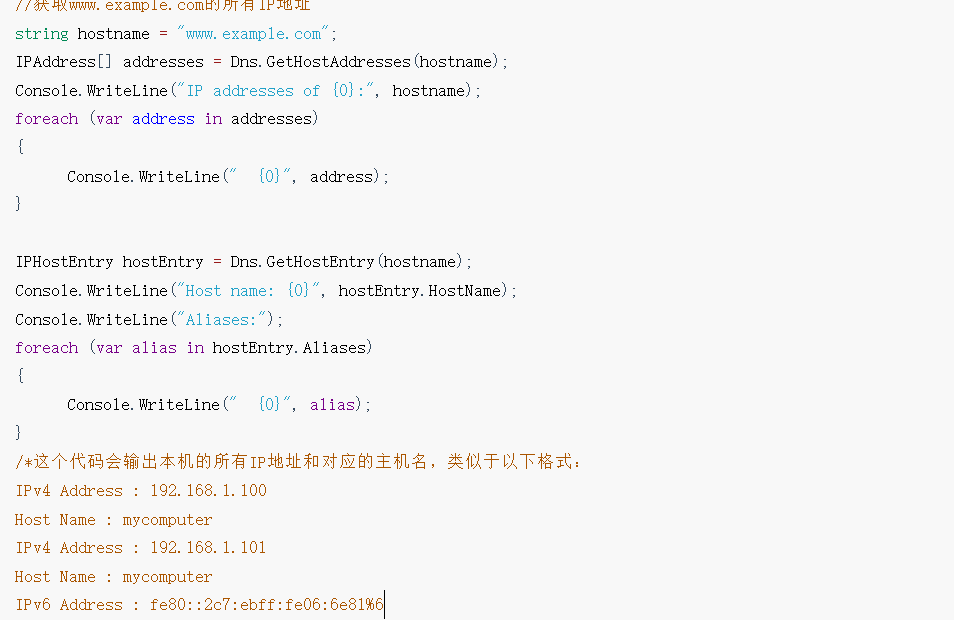 //获取www.example.com的所有IP地址
string hostname = "www.example.com";
IPAddress[] addresses = Dns.GetHostAddresses(hostname);
Console.WriteLine("IP addresses of {0}:", hostname);
foreach (var address in addresses)
{
Console.WriteLine("  {0}", address);
}
IPHostEntry hostEntry = Dns.GetHostEntry(hostname);
Console.WriteLine("Host name: {0}", hostEntry.HostName);
Console.WriteLine("Aliases:");
foreach (var alias in hostEntry.Aliases)
{
Console.WriteLine("  {0}", alias);
}
/*这个代码会输出本机的所有IP地址和对应的主机名，类似于以下格式：
IPv4 Address : 192.168.1.100
Host Name : mycomputer
IPv4 Address : 192.168.1.101
Host Name : mycomputer
IPv6 Address : fe80::2c7:ebff:fe06:6e81%6